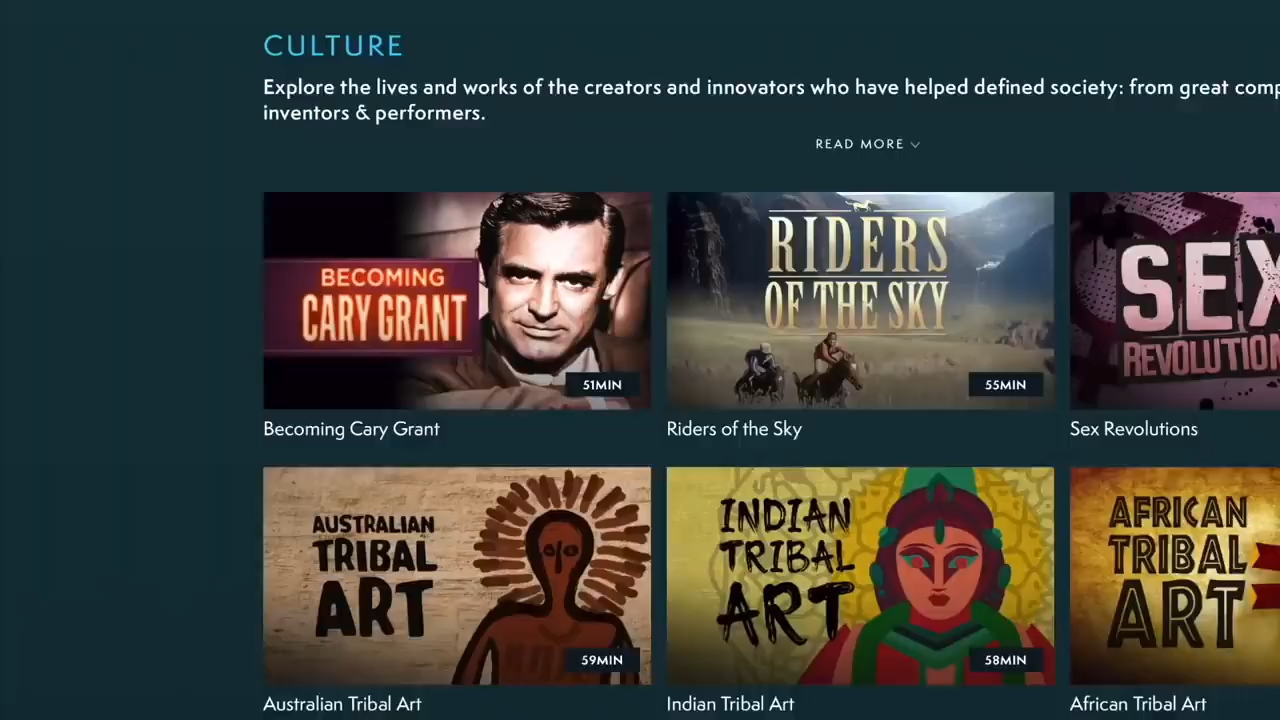 CULTURE
Explore the lives and works of the creators and innovators who have helped defined society: from great comp
inventors & performers.
READ MORE
BECOMING
CARY GRANT
51MIN
Becoming Cary Grant
RIDERS
OF THE SKY
55MIN
Riders of the Sky
SEX
REVOLUTION
Sex Revolutions
AUSTRALIAN
TRIBAL
ART
59MIN
Australian Tribal Art
INDIAN
TRIBAL
ART
58MIN
Indian Tribal Art
AFRICAN
TRIBAL
ART
African Tribal Art